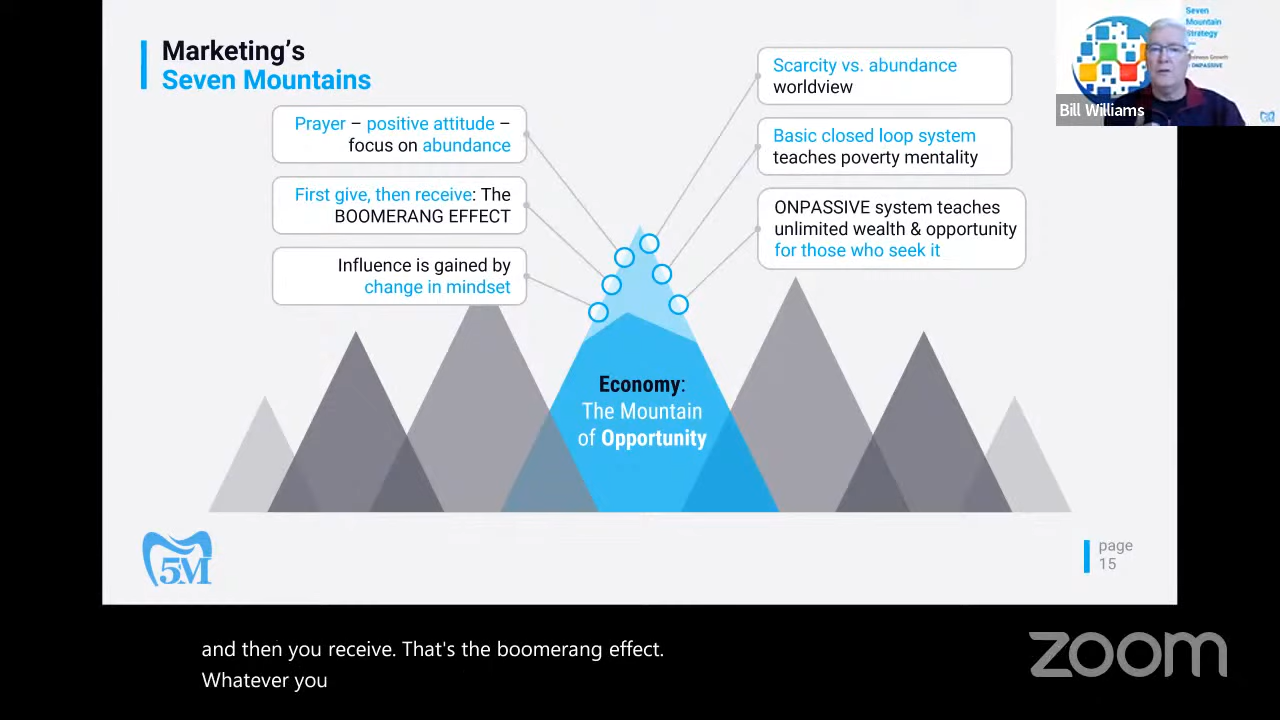 Marketing's
Seven Mountains
Prayer – positive attitude –
focus on abundance
First give, then receive: The
BOOMERANG EFFECT
Influence is gained by
change in mindset
Scarcity vs. abundance
worldview
Basic closed loop system
teaches poverty mentality
ONPASSIVE system teaches
unlimited wealth & opportunity
for those who seek it
Economy:
The Mountain
of Opportunity
5M
page
15
Seven
Mountain
Strategy
Growth
ONPASSIVE
Bill Williams
and then you receive. That's the boomerang effect.
Whatever you
zoom